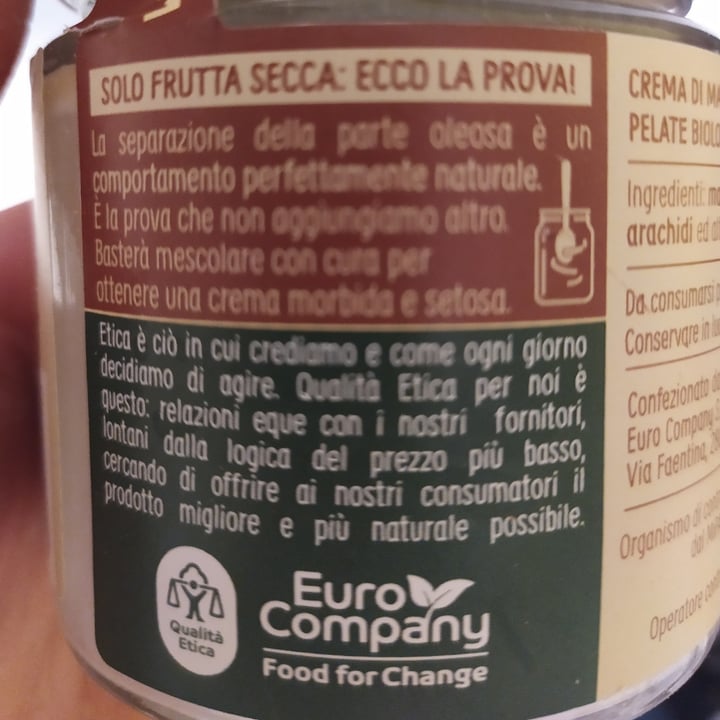 SOLO FRUTTA SECCA: ECCO LA PROVA!
La separazione della parte oleosa è un
comportamento perfettamente naturale.
È la prova che non aggiungiamo altro.
Basterà mescolare con cura per
ottenere una crema morbida e setosa.
Etica è ciò in cui crediamo e come ogni giorno
decidiamo di agire. Qualità Etica per noi è
questo: relazioni eque con i nostri fornitori,
lontani dalla logica del prezzo più basso,
cercando di offrire ai nostri consumatori il
prodotto migliore e più naturale possibile.
Qualità
Etica
Euro
Company
Food for Change
CREMA DI
PELATE
Ingredienti:
arachidi ed
Da consumarsi
Conservare in
Confezionato
Euro Company
Via Faentina,
Organismo di
dal
Operatore